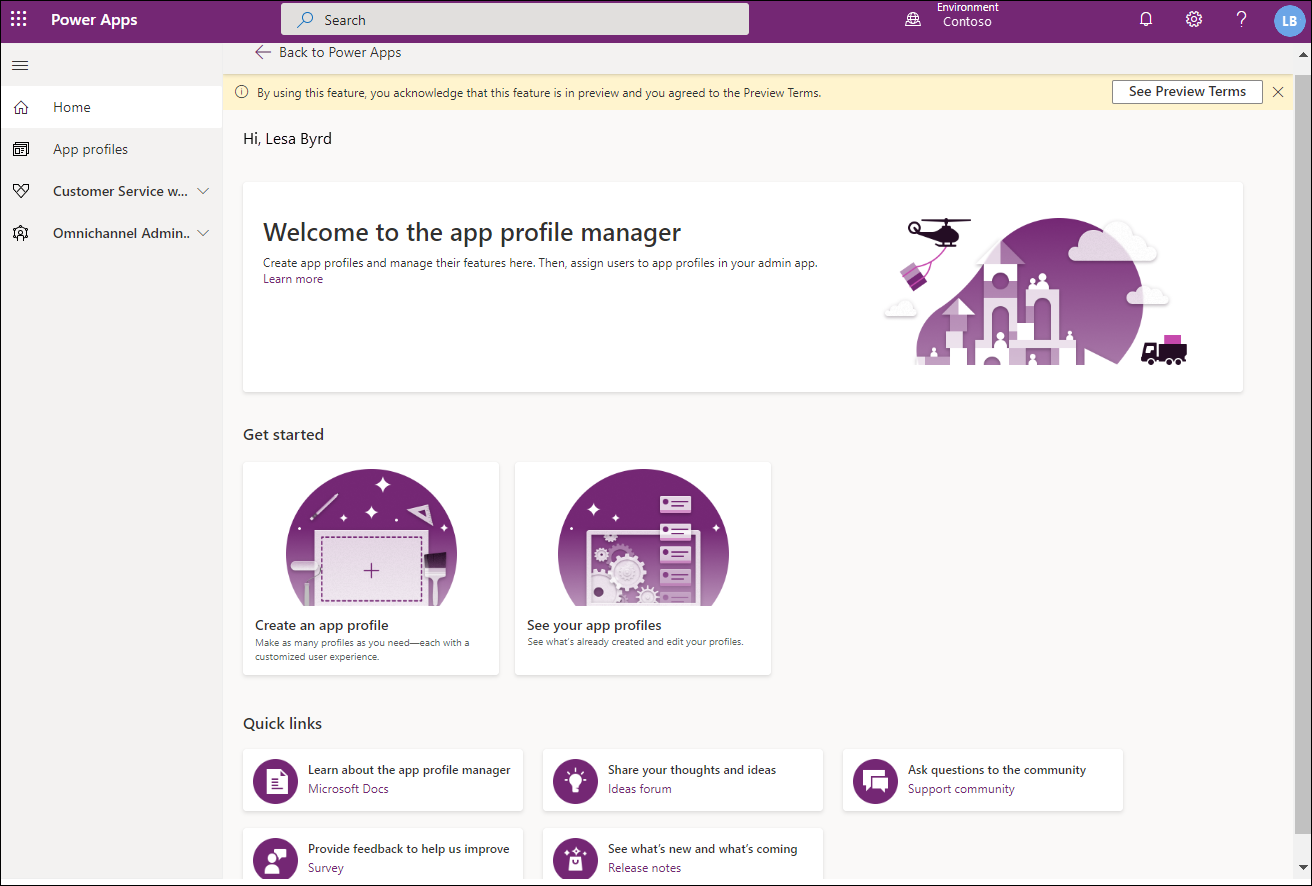 Power Apps
Search
Environment
Contoso
LB
Back to Power Apps
Home
App profiles
Customer Service w...
Omnichannel Admin..
By using this feature, you acknowledge that this feature is in preview and you agreed to the Preview Terms.
See Preview Terms
Hi, Lesa Byrd
Welcome to the app profile manager
Create app profiles and manage their features here. Then, assign users to app profiles in your admin app.
Learn more
Get started
Create an app profile
Make as many profiles as you need—each with a
customized user experience.
See your app profiles
See what's already created and edit your profiles.
Quick links
Learn about the app profile manager
Microsoft Docs
Share your thoughts and ideas
Ideas forum
Ask questions to the community
Support community
Provide feedback to help us improve
Survey
See what's new and what's coming
Release notes